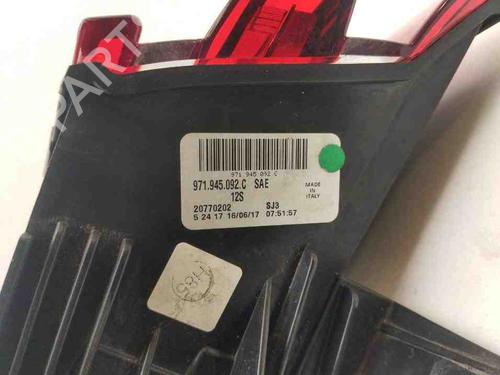 PARTS
971 945 092 C
971.945.092.C SAE
12S
MADE IN ITALY
20770202 SJ3
5 24 17 16/06/17 07:51:57